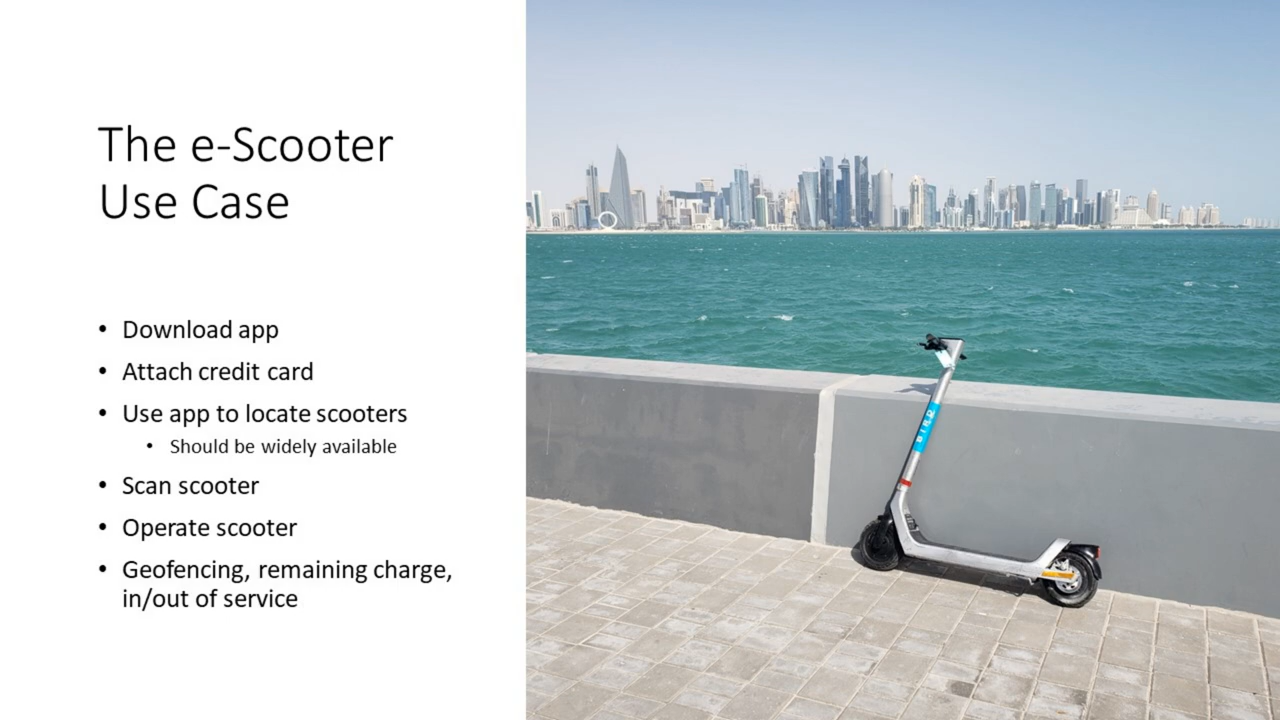 The e-Scooter
Use Case
• Download app
• Attach credit card
• Use app to locate scooters
• Should be widely available
• Scan scooter
• Operate scooter
• Geofencing, remaining charge,
in/out of service
BIRD